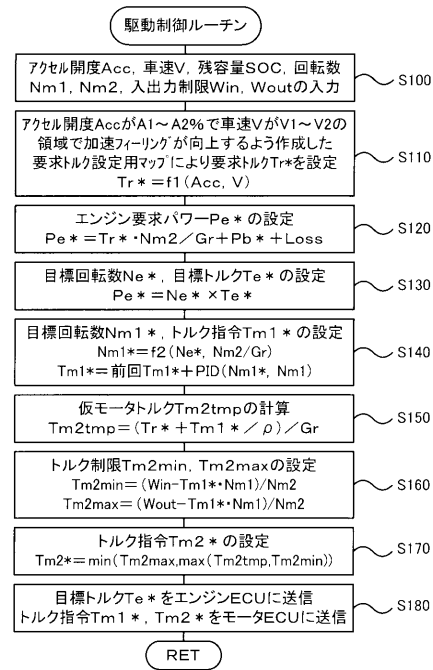 駆動制御ルーチン
アクセル開度Acc, 車速V, 残容量SOC, 回転数
Nm1, Nm2, 入出力制限Win, Woutの入力
S100
アクセル開度AccがA1～A2%で車速VがV1～V2の
領域で加速フィーリングが向上するよう作成した
要求トルク設定用マップにより要求トルクTr*を設定
Tr*=f1(Acc, V)
S110
エンジン要求パワーPe*の設定
Pe*=Tr*・Nm2/Gr+Pb*+Loss
S120
目標回転数Ne*, 目標トルクTe*の設定
Pe*=Ne*×Te*
S130
目標回転数Nm1*, トルク指令Tm1*の設定
Nm1*=f2(Ne*, Nm2/Gr)
Tm1*=前回Tm1*+PID(Nm1*, Nm1)
S140
仮モータトルクTm2tmpの計算
Tm2tmp=(Tr*+Tm1*/ρ)/Gr
S150
トルク制限Tm2min, Tm2maxの設定
Tm2min=(Win-Tm1*・Nm1)/Nm2
Tm2max=(Wout-Tm1*・Nm1)/Nm2
S160
トルク指令Tm2*の設定
Tm2*=min(Tm2max,max(Tm2tmp,Tm2min))
S170
目標トルクTe*をエンジンECUに送信
トルク指令Tm1*, Tm2*をモータECUに送信
S180
RET